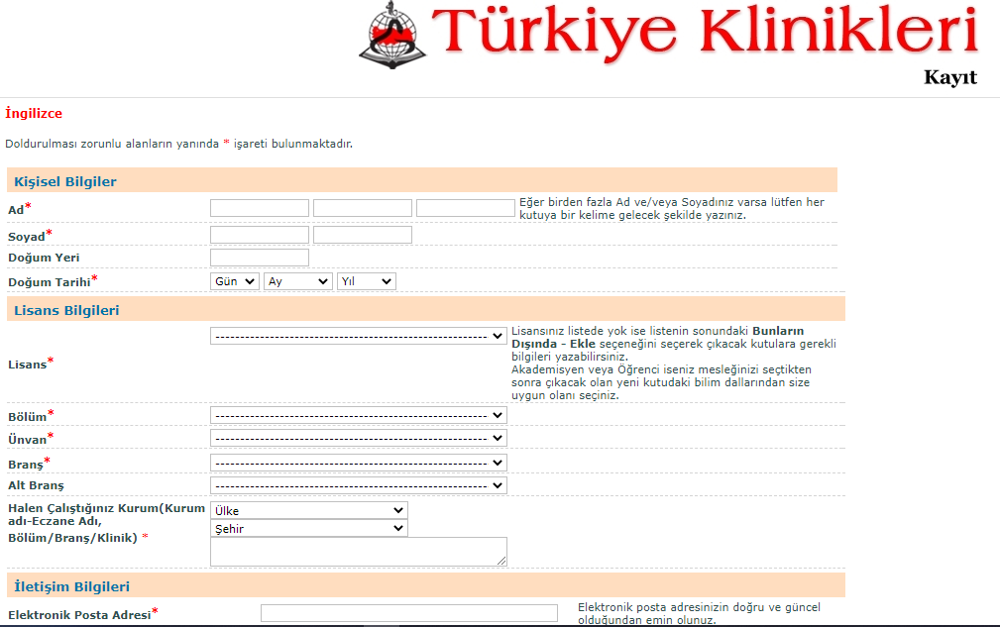 Türkiye Klinikleri
Kayıt
İngilizce
Doldurulması zorunlu alanların yanında * işareti bulunmaktadır.
Kişisel Bilgiler
Ad*
Eğer birden fazla Ad ve/veya Soyadınız varsa lütfen her
kutuya bir kelime gelecek şekilde yazınız.
Soyad*
Doğum Yeri
Doğum Tarihi*
Gün
Ay
Yıl
Lisans Bilgileri
Lisans*
---------------------------------------------------------
Lisansınız listede yok ise listenin sonundaki Bunların
Dışında - Ekle seçeneğini seçerek çıkacak kutulara gerekli
bilgileri yazabilirsiniz.
Akademisyen veya Öğrenci iseniz mesleğinizi seçtikten
sonra çıkacak olan yeni kutudaki bilim dallarından size
uygun olanı seçiniz.
Bölüm*
---------------------------------------------------------
Ünvan*
---------------------------------------------------------
Branş*
---------------------------------------------------------
Alt Branş
---------------------------------------------------------
Halen Çalıştığınız Kurum(Kurum
adı-Eczane Adı,
Bölüm/Branş/Klinik) *
Ülke
Şehir
İletişim Bilgileri
Elektronik Posta Adresi*
Elektronik posta adresinizin doğru ve güncel
olduğundan emin olunuz.